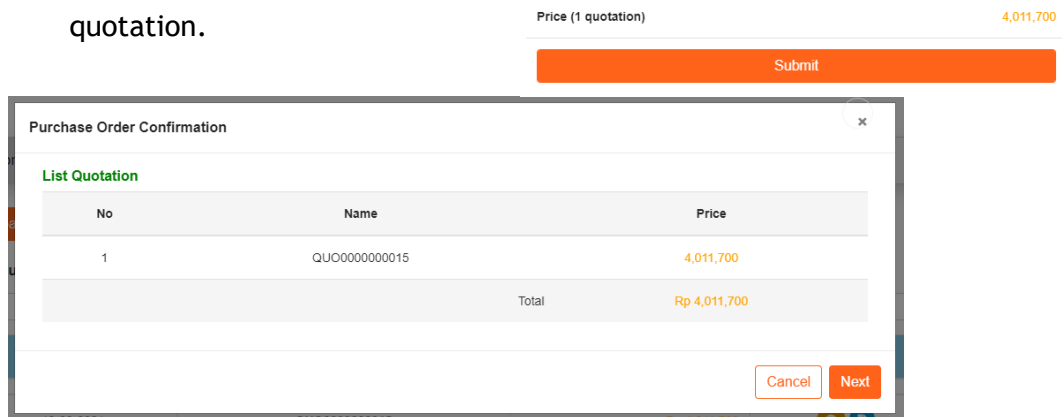 quotation.
Price (1 quotation) 4,011,700
Submit
Purchase Order Confirmation ×
List Quotation
No Name Price
1 QUO0000000015 4,011,700
Total Rp 4,011,700
Cancel Next